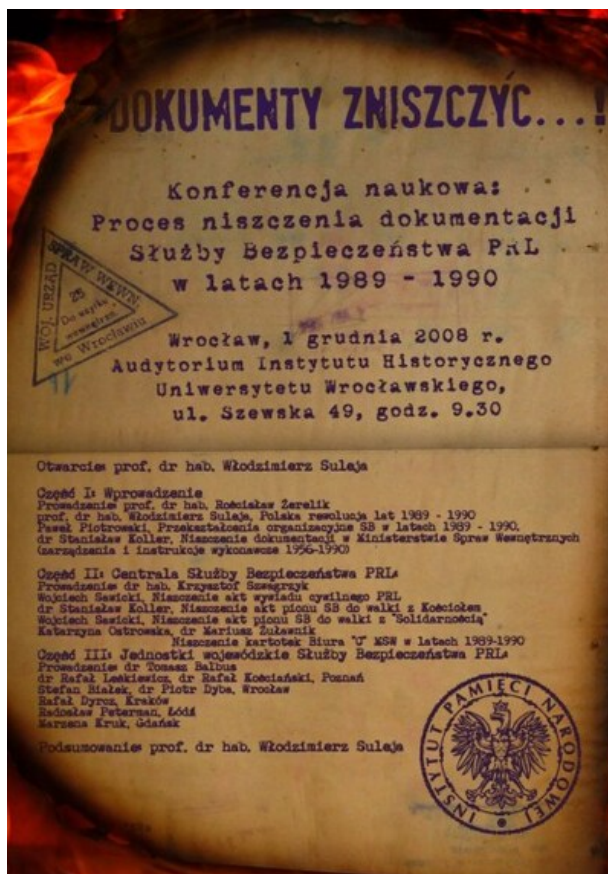 DOKUMENTY ZNISZCZYĆ...!
Konferencja naukowa:
Proces niszczenia dokumentacji
Służby Bezpieczeństwa PRL
w latach 1989 - 1990
WOJ. URZĄD
SPRAW WEWN.
we Wrocławiu
25
Do użytku
wewnętrzn.
Wrocław, 1 grudnia 2008 r.
Audytorium Instytutu Historycznego
Uniwersytetu Wrocławskiego,
ul. Szewska 49, godz. 9.30
Otwarcie: prof. dr hab. Włodzimierz Suleja
Część I: Wprowadzenie
Prowadzenie: prof. dr hab. Rościsław Żerelik
prof. dr hab. Włodzimierz Suleja, Polska rewolucja lat 1989 - 1990
Paweł Piotrowski, Przekształcenia organizacyjne SB w latach 1989 - 1990.
dr Stanisław Koller, Niszczenie dokumentacji w Ministerstwie Spraw Wewnętrznych
(zarządzenia i instrukcje wykonawcze 1956-1990)
Część II: Centrala Służby Bezpieczeństwa PRL:
Prowadzenie: dr hab. Krzysztof Szwagrzyk
Wojciech Sawicki, Niszczenie akt wywiadu cywilnego PRL
dr Stanisław Koller, Niszczenie akt pionu SB do walki z Kościołem
Wojciech Sawicki, Niszczenie akt pionu SB do walki z "Solidarnością"
Katarzyna Ostrowska, dr Mariusz Żuławnik
Niszczenie kartotek Biura "C" MSW w latach 1989-1990
Część III: Jednostki wojewódzkie Służby Bezpieczeństwa PRL:
Prowadzenie: dr Tomasz Balbus
dr Rafał Leśkiewicz, dr Rafał Kościański, Poznań
Stefan Białek, dr Piotr Dyba, Wrocław
Rafał Dyrcz, Kraków
Radosław Peterman, Łódź
Marzena Kruk, Gdańsk
Podsumowanie: prof. dr hab. Włodzimierz Suleja
INSTYTUT PAMIĘCI NARODOWEJ